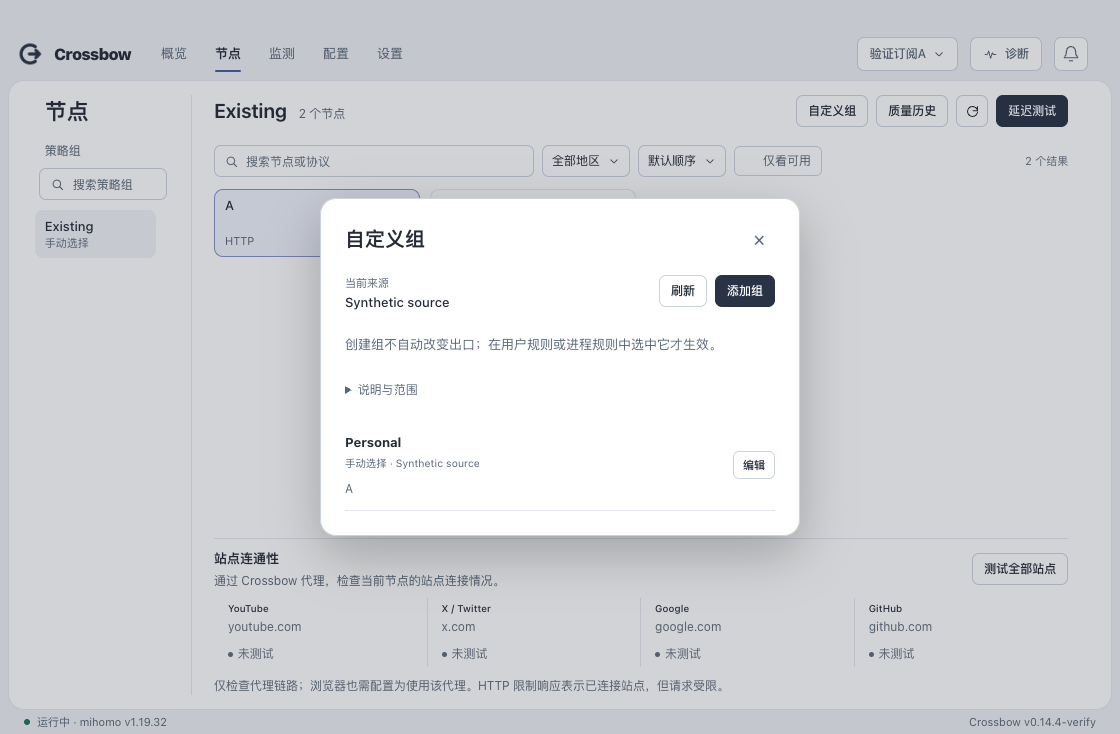 Crossbow
概览
节点
监测
配置
设置
验证订阅A
诊断
节点
策略组
搜索策略组
Existing
手动选择
Existing
2 个节点
自定义组
质量历史
延迟测试
搜索节点或协议
全部地区
默认顺序
仅看可用
2 个结果
A
HTTP
自定义组
当前来源
Synthetic source
刷新
添加组
创建组不自动改变出口；在用户规则或进程规则中选中它才生效。
说明与范围
Personal
手动选择 · Synthetic source
A
编辑
站点连通性
通过 Crossbow 代理，检查当前节点的站点连接情况。
测试全部站点
YouTube
youtube.com
未测试
X / Twitter
x.com
未测试
Google
google.com
未测试
GitHub
github.com
未测试
仅检查代理链路；浏览器也需配置为使用该代理。HTTP 限制响应表示已连接站点，但请求受限。
运行中 · mihomo v1.19.32
Crossbow v0.14.4-verify